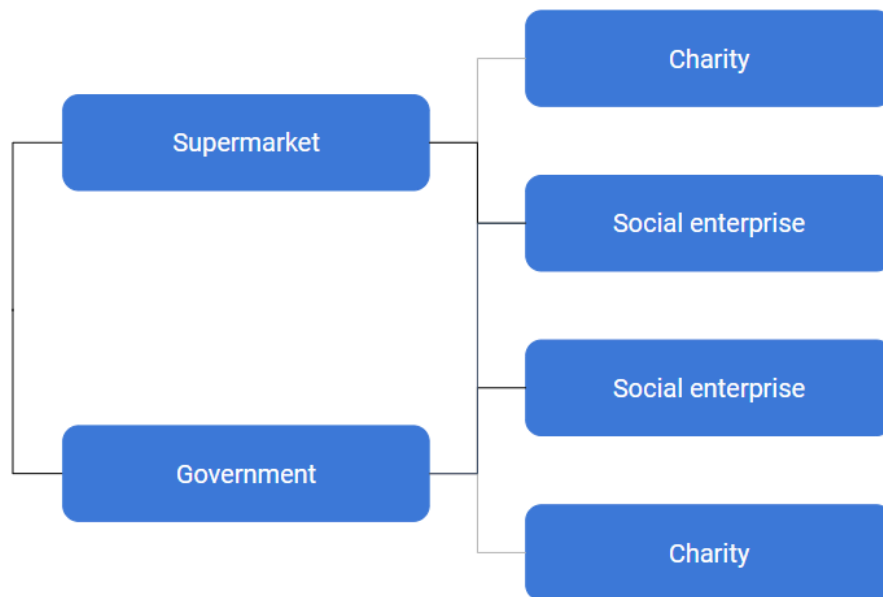 Charity
Supermarket
Social enterprise
Social enterprise
Government
Charity